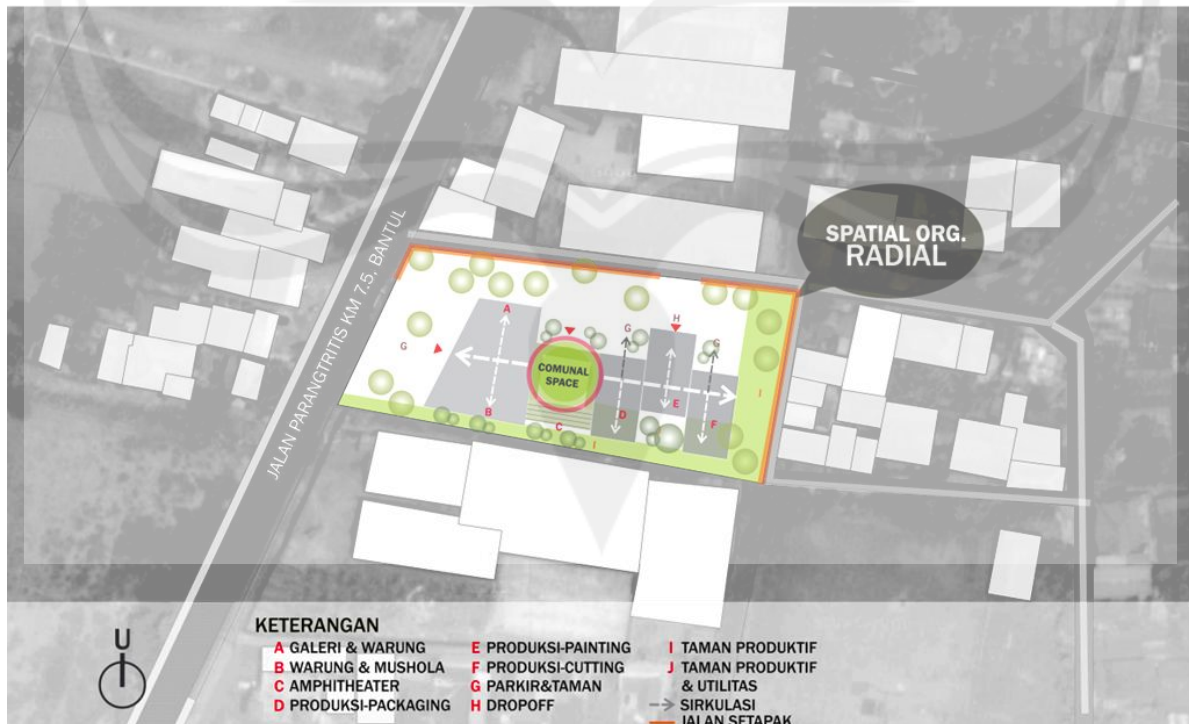 SPATIAL ORG.
RADIAL
JALAN PARANGTRITIS KM 7.5, BANTUL
A
H
G
G
G
COMUNAL
SPACE
E
I
B
D
F
C
I
U
KETERANGAN
A GALERI & WARUNG
B WARUNG & MUSHOLA
C AMPHITHEATER
D PRODUKSI-PACKAGING
E PRODUKSI-PAINTING
F PRODUKSI-CUTTING
G PARKIR&TAMAN
H DROPOFF
I TAMAN PRODUKTIF
J TAMAN PRODUKTIF
& UTILITAS
SIRKULASI
JALAN SETAPAK